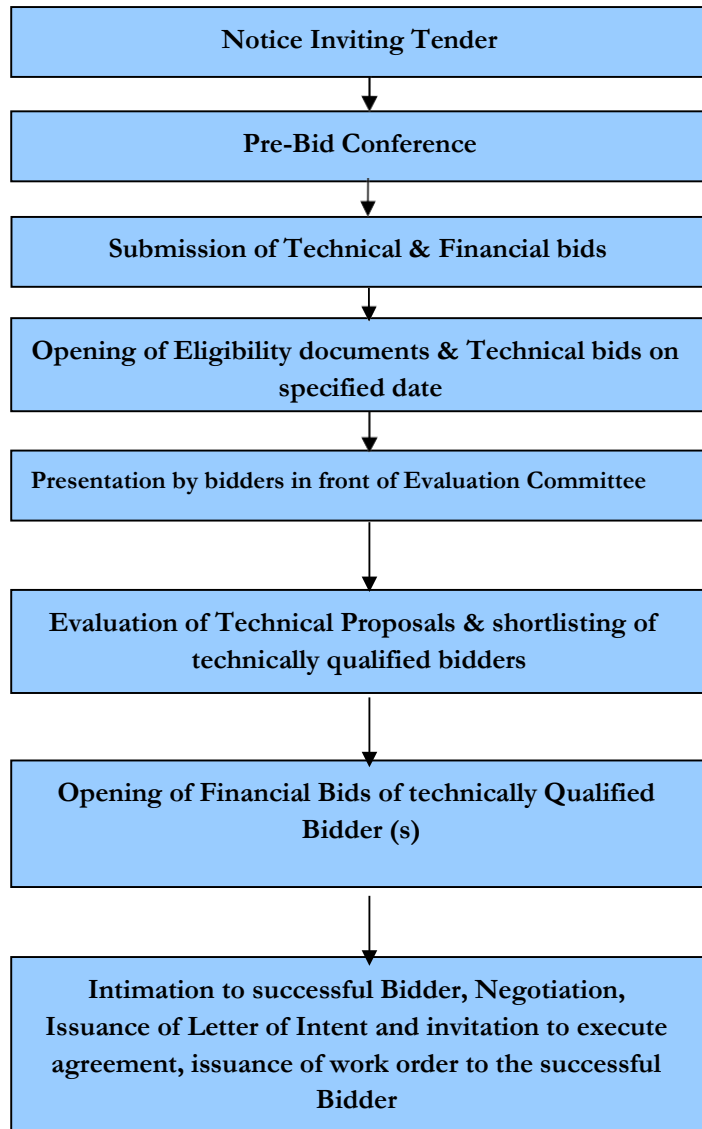 Notice Inviting Tender
Pre-Bid Conference
Submission of Technical & Financial bids
Opening of Eligibility documents & Technical bids on
specified date
Presentation by bidders in front of Evaluation Committee
Evaluation of Technical Proposals & shortlisting of
technically qualified bidders
Opening of Financial Bids of technically Qualified
Bidder (s)
Intimation to successful Bidder, Negotiation,
Issuance of Letter of Intent and invitation to execute
agreement, issuance of work order to the successful
Bidder